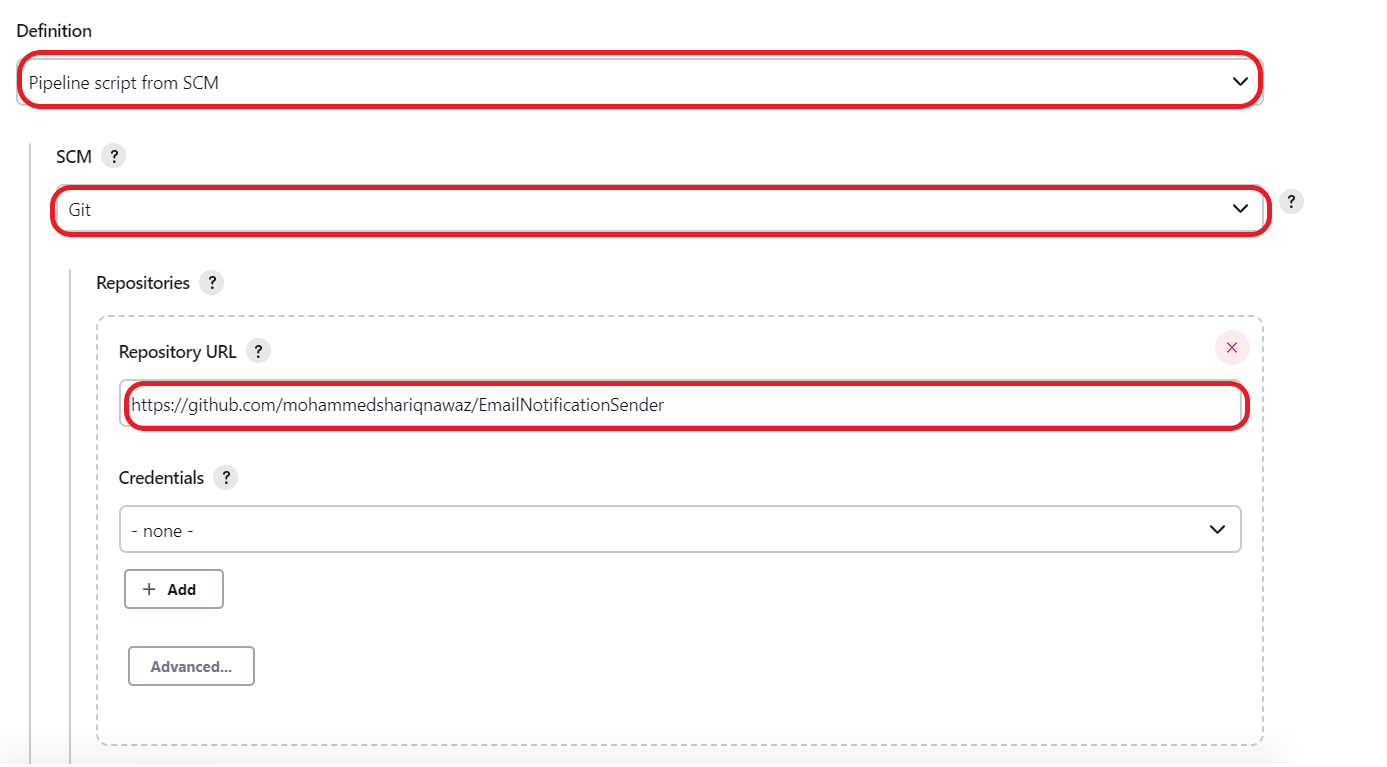 Definition
Pipeline script from SCM
SCM ?
Git
?
Repositories ?
Repository URL ?
https://github.com/mohammedshariqnawaz/EmailNotificationSender
Credentials ?
- none -
+ Add
Advanced...